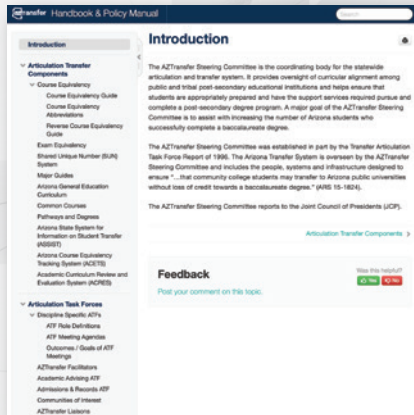 AZTransfer Handbook & Policy Manual
Search
Introduction
Articulation Transfer
Components
Course Equivalency
Course Equivalency Guide
Course Equivalency
Abbreviations
Reverse Course Equivalency
Guide
Exam Equivalency
Shared Unique Number (SUN)
System
Major Guides
Arizona General Education
Curriculum
Common Courses
Pathways and Degrees
Arizona State System for
Information on Student Transfer
(ASSIST)
Arizona Course Equivalency
Tracking System (ACETS)
Academic Curriculum Review and
Evaluation System (ACRES)
Articulation Task Forces
Discipline Specific ATFs
ATF Role Definitions
ATF Meeting Agendas
Outcomes / Goals of ATF
Meetings
AZTransfer Facilitators
Academic Advising ATF
Admissions & Records ATF
Communities of Interest
AZTransfer Liaisons
Introduction
The AZTransfer Steering Committee is the coordinating body for the statewide
articulation and transfer system. It provides oversight of curricular alignment among
public and tribal post-secondary educational institutions and helps ensure that
students are appropriately prepared and have the support services required pursue and
complete a post-secondary degree program. A major goal of the AZTransfer Steering
Committee is to assist with increasing the number of Arizona students who
successfully complete a baccalaureate degree.
The AZTransfer Steering Committee was established in part by the Transfer Articulation
Task Force Report of 1996. The Arizona Transfer System is overseen by the AZTransfer
Steering Committee and includes the people, systems and infrastructure designed to
ensure "...that community college students may transfer to Arizona public universities
without loss of credit towards a baccalaureate degree." (ARS 15-1824).
The AZTransfer Steering Committee reports to the Joint Council of Presidents (JCP).
Articulation Transfer Components
Feedback
Was this helpful?
Yes
No
Post your comment on this topic.